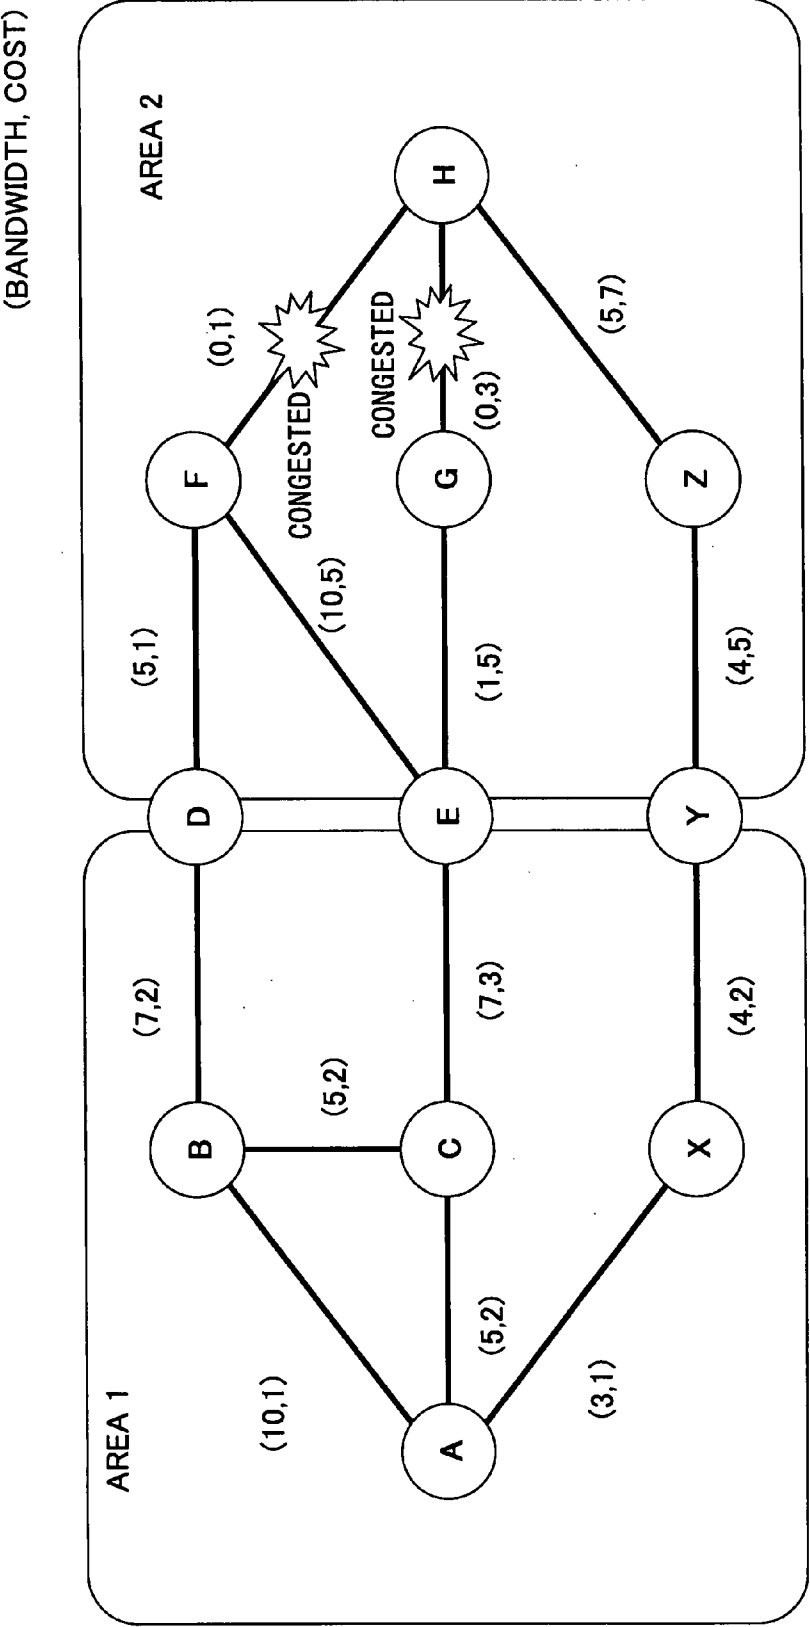 (BANDWIDTH, COST)
AREA 1
AREA 2
(10,1)
(7,2)
(5,1)
(0,1)
B
D
F
CONGESTED
(5,2)
(10,5)
CONGESTED
A
C
E
G
H
(5,2)
(7,3)
(1,5)
(0,3)
(3,1)
(5,7)
X
Y
Z
(4,2)
(4,5)